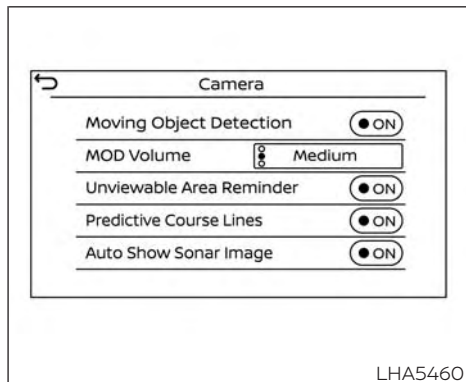 Camera
Moving Object Detection ON
MOD Volume Medium
Unviewable Area Reminder ON
Predictive Course Lines ON
Auto Show Sonar Image ON
LHA5460